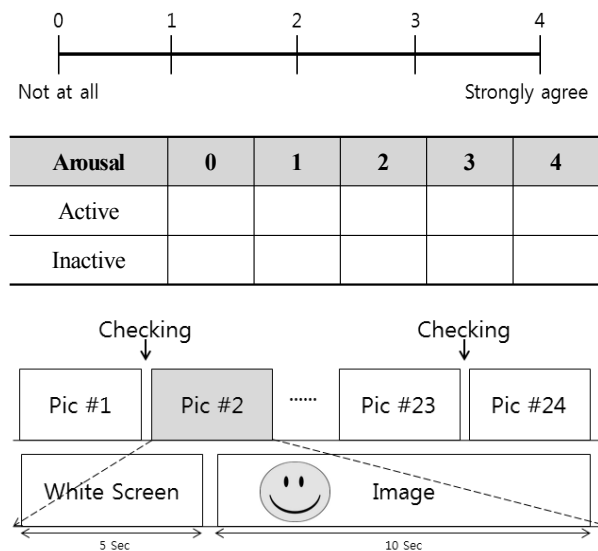 0 1 2 3 4
Not at all Strongly agree
Arousal 0 1 2 3 4
Active
Inactive
Checking Checking
Pic #1 Pic #2 ...... Pic #23 Pic #24
White Screen Image
5 Sec 10 Sec